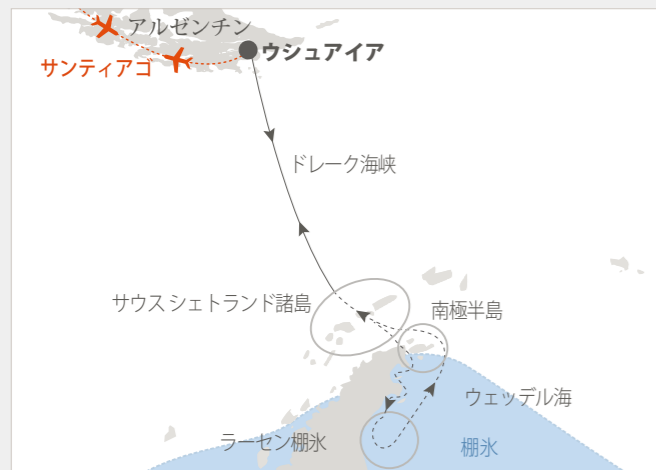 アルゼンチン
ウシュアイア
サンティアゴ
ドレーク海峡
サウス シェトランド諸島
南極半島
ウェッデル海
ラーセン棚氷
棚氷